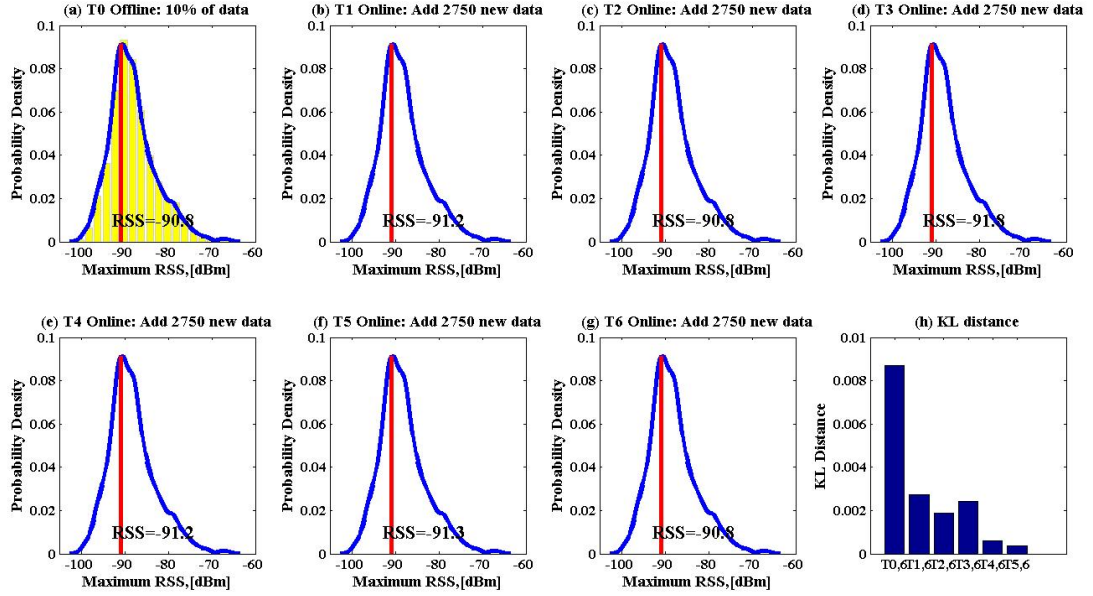 (a) T0 Offline: 10% of data
(b) T1 Online: Add 2750 new data
(c) T2 Online: Add 2750 new data
(d) T3 Online: Add 2750 new data
0.1
0.08
0.06
0.04
0.02
0
Probability Density
RSS=-90.8
-100
-90
-80
-70
-60
Maximum RSS,[dBm]
0.1
0.08
0.06
0.04
0.02
0
Probability Density
RSS=-91.2
-100
-90
-80
-70
-60
Maximum RSS,[dBm]
0.1
0.08
0.06
0.04
0.02
0
Probability Density
RSS=-90.8
-100
-90
-80
-70
-60
Maximum RSS,[dBm]
0.1
0.08
0.06
0.04
0.02
0
Probability Density
RSS=-91.3
-100
-90
-80
-70
-60
Maximum RSS,[dBm]
(e) T4 Online: Add 2750 new data
(f) T5 Online: Add 2750 new data
(g) T6 Online: Add 2750 new data
(h) KL distance
0.1
0.08
0.06
0.04
0.02
0
Probability Density
RSS=-91.2
-100
-90
-80
-70
-60
Maximum RSS,[dBm]
0.1
0.08
0.06
0.04
0.02
0
Probability Density
RSS=-91.3
-100
-90
-80
-70
-60
Maximum RSS,[dBm]
0.1
0.08
0.06
0.04
0.02
0
Probability Density
RSS=-90.8
-100
-90
-80
-70
-60
Maximum RSS,[dBm]
0.01
0.008
0.006
0.004
0.002
0
KL Distance
T0,6T1,6T2,6T3,6T4,6T5,6